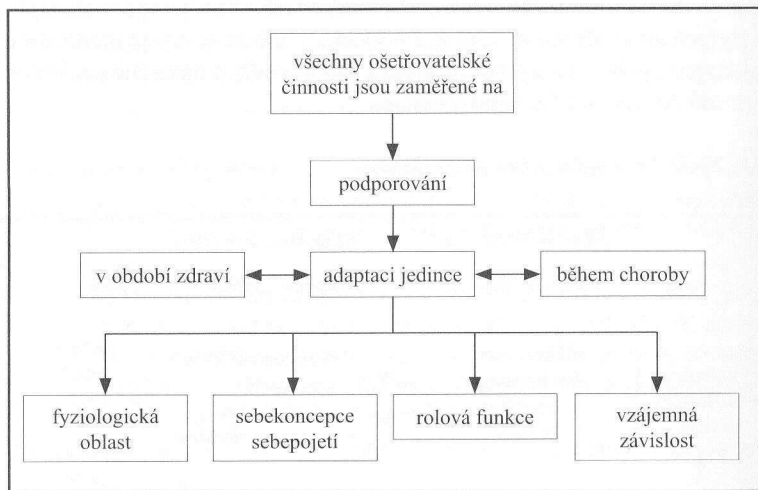 všechny ošetřovatelské
činnosti jsou zaměřené na
podporování
v období zdraví
adaptaci jedince
během choroby
fyziologická
oblast
sebekoncepce
sebepojetí
rolová funkce
vzájemná
závislost